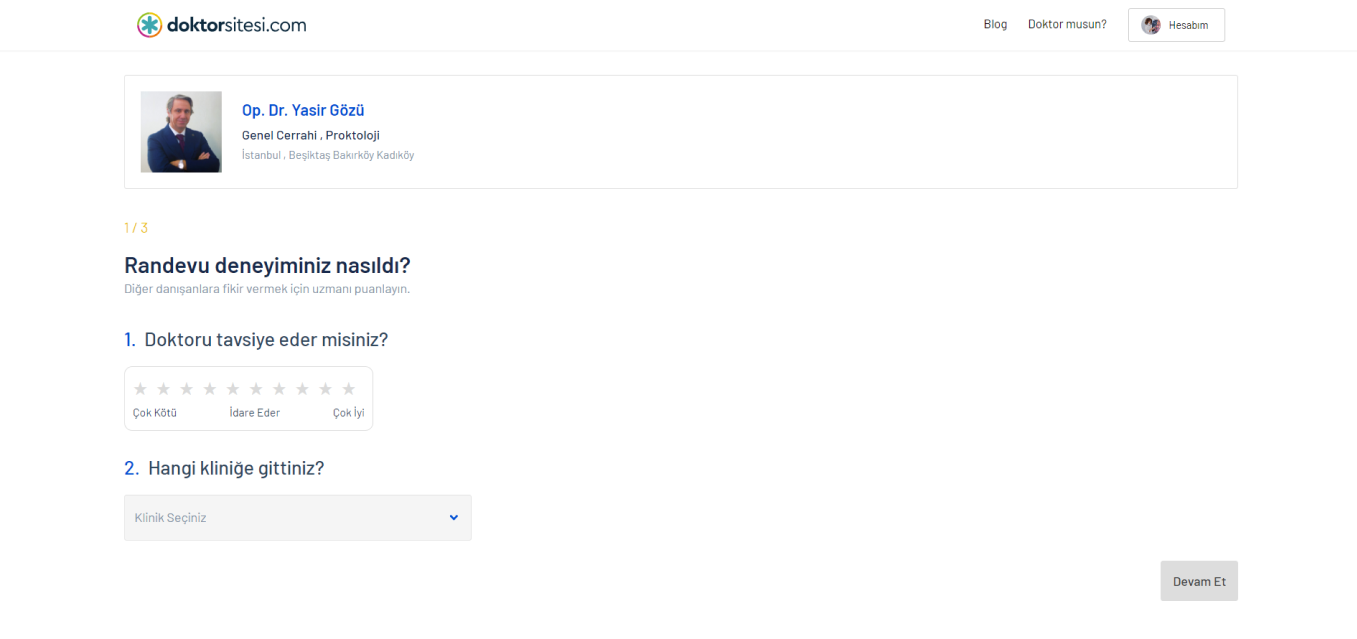 doktorsitesi.com
Blog
Doktor musun?
Hesabım
Op. Dr. Yasir Gözü
Genel Cerrahi , Proktoloji
İstanbul , Beşiktaş Bakırköy Kadıköy
1 / 3
Randevu deneyiminiz nasıldı?
Diğer danışanlara fikir vermek için uzmanı puanlayın.
1. Doktoru tavsiye eder misiniz?
Çok Kötü İdare Eder Çok İyi
2. Hangi kliniğe gittiniz?
Klinik Seçiniz
Devam Et